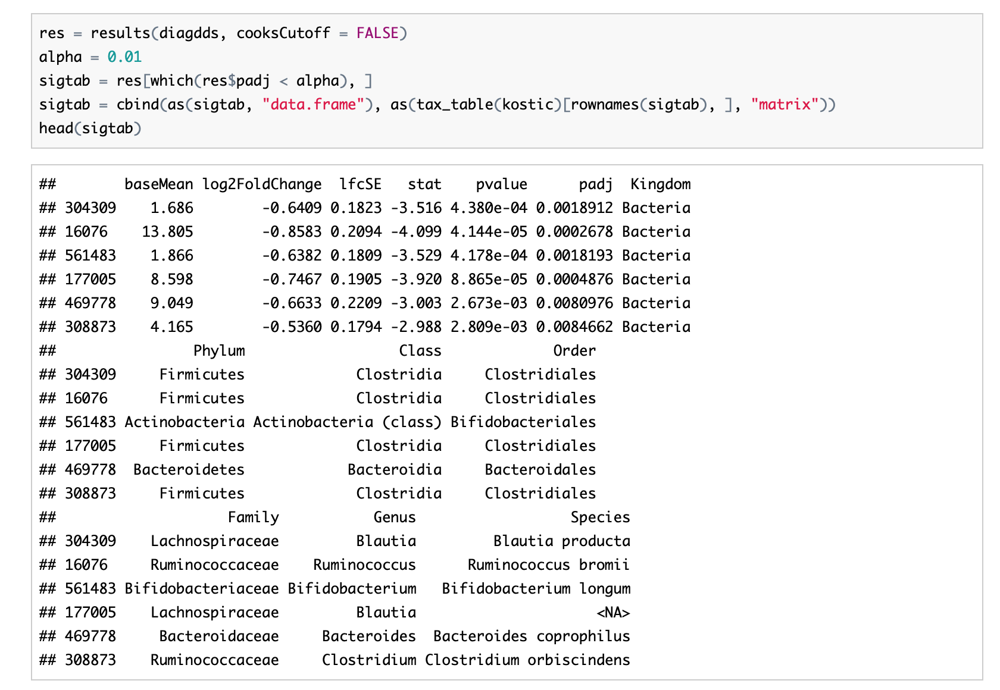 res = results(diagdds, cooksCutoff = FALSE)
alpha = 0.01
sigtab = res[which(res$padj < alpha), ]
sigtab = cbind(as(sigtab, "data.frame"), as(tax_table(kostic)[rownames(sigtab), ], "matrix"))
head(sigtab)
##        baseMean log2FoldChange  lfcSE   stat    pvalue      padj  Kingdom
## 304309    1.686        -0.6409 0.1823 -3.516 4.380e-04 0.0018912 Bacteria
## 16076    13.805        -0.8583 0.2094 -4.099 4.144e-05 0.0002678 Bacteria
## 561483    1.866        -0.6382 0.1809 -3.529 4.178e-04 0.0018193 Bacteria
## 177005    8.598        -0.7467 0.1905 -3.920 8.865e-05 0.0004876 Bacteria
## 469778    9.049        -0.6633 0.2209 -3.003 2.673e-03 0.0080976 Bacteria
## 308873    4.165        -0.5360 0.1794 -2.988 2.809e-03 0.0084662 Bacteria
##                Phylum                  Class             Order
## 304309     Firmicutes             Clostridia     Clostridiales
## 16076      Firmicutes             Clostridia     Clostridiales
## 561483 Actinobacteria Actinobacteria (class) Bifidobacteriales
## 177005     Firmicutes             Clostridia     Clostridiales
## 469778  Bacteroidetes            Bacteroidia     Bacteroidales
## 308873     Firmicutes             Clostridia     Clostridiales
##                    Family           Genus                  Species
## 304309    Lachnospiraceae         Blautia         Blautia producta
## 16076     Ruminococcaceae    Ruminococcus      Ruminococcus bromii
## 561483 Bifidobacteriaceae Bifidobacterium   Bifidobacterium longum
## 177005    Lachnospiraceae         Blautia                     <NA>
## 469778     Bacteroidaceae     Bacteroides  Bacteroides coprophilus
## 308873    Ruminococcaceae     Clostridium Clostridium orbiscindens